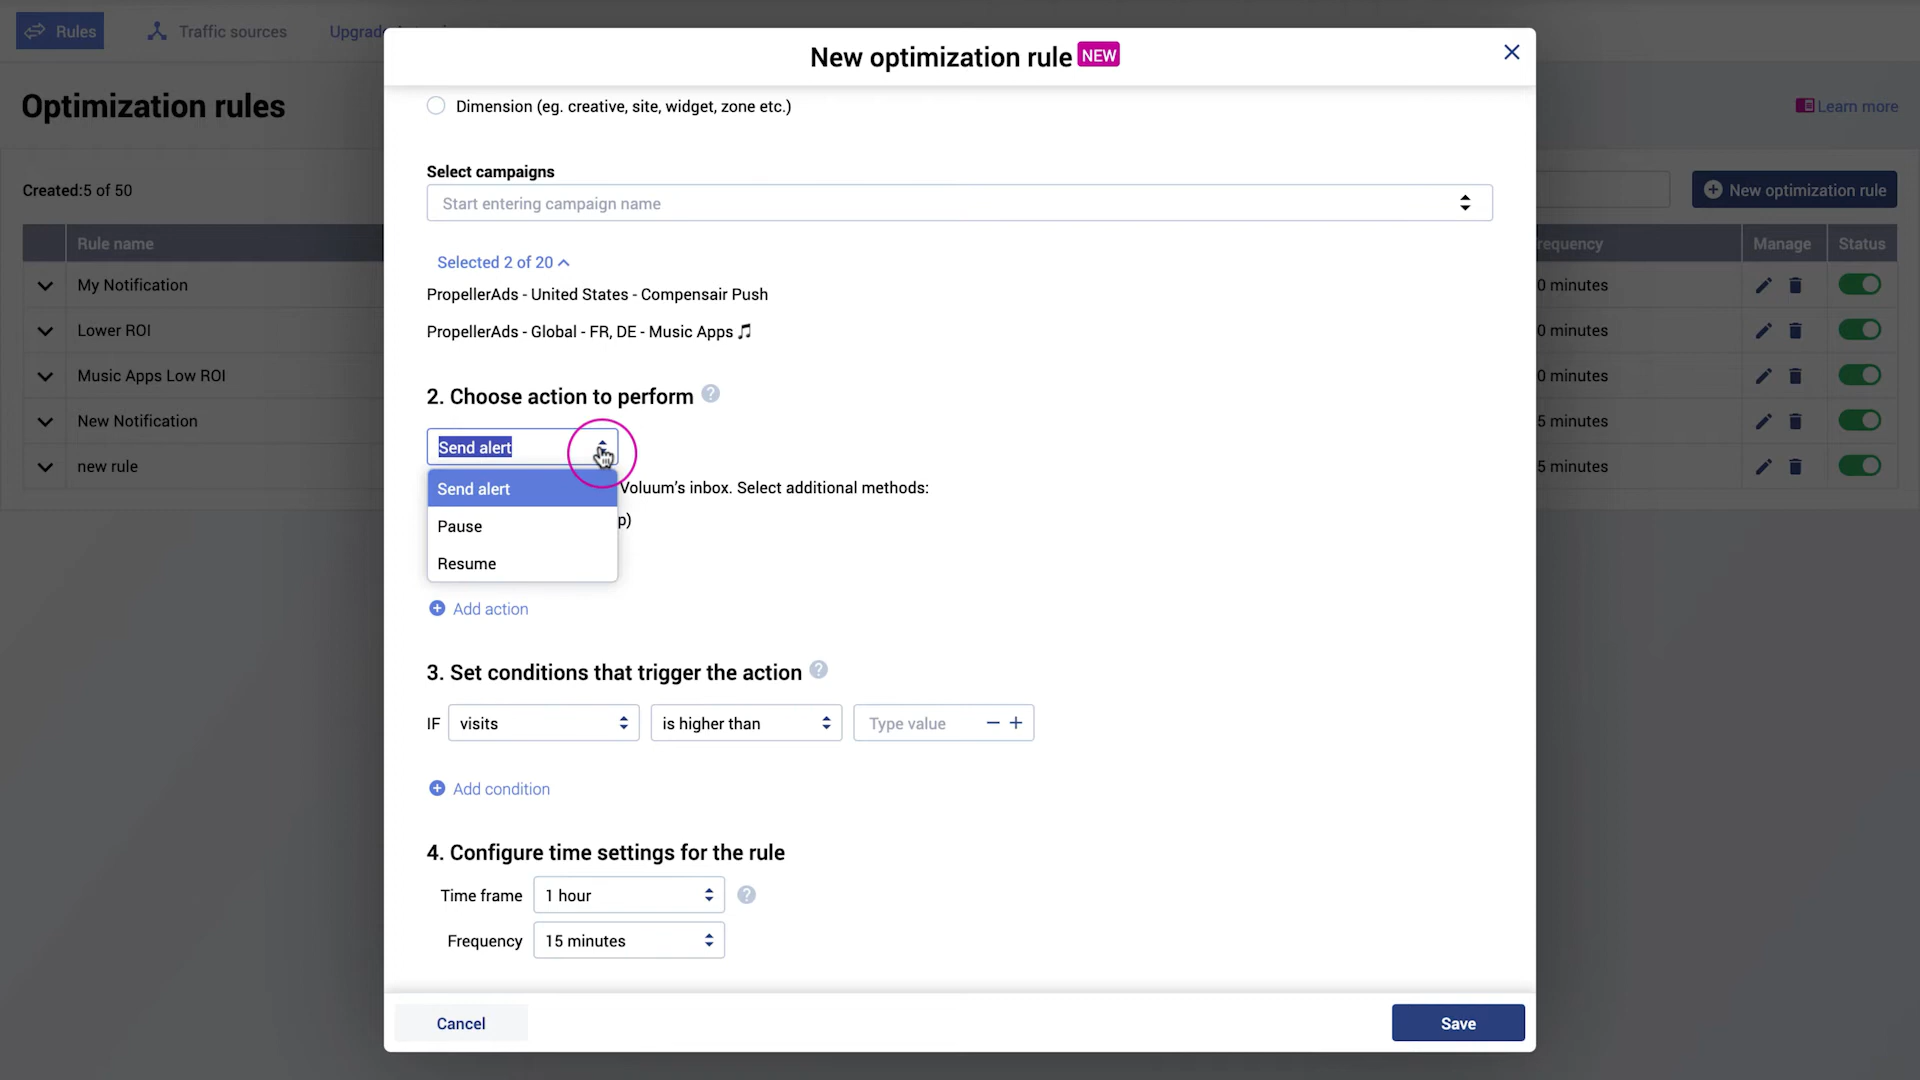 Rules
Traffic sources
Upgrade
New optimization rule NEW
Optimization rules
Learn more
Dimension (eg. creative, site, widget, zone etc.)
Created:5 of 50
New optimization rule
Select campaigns
Start entering campaign name
Rule name
requency
Manage
Status
Selected 2 of 20
My Notification
0 minutes
PropellerAds - United States - Compensair Push
Lower ROI
0 minutes
PropellerAds - Global - FR, DE - Music Apps 🎵
Music Apps Low ROI
0 minutes
2. Choose action to perform ?
New Notification
5 minutes
Send alert
new rule
5 minutes
Send alert
Voluum's inbox. Select additional methods:
Pause
p)
Resume
Add action
3. Set conditions that trigger the action ?
IF visits is higher than Type value
Add condition
4. Configure time settings for the rule
Time frame 1 hour ?
Frequency 15 minutes
Cancel
Save